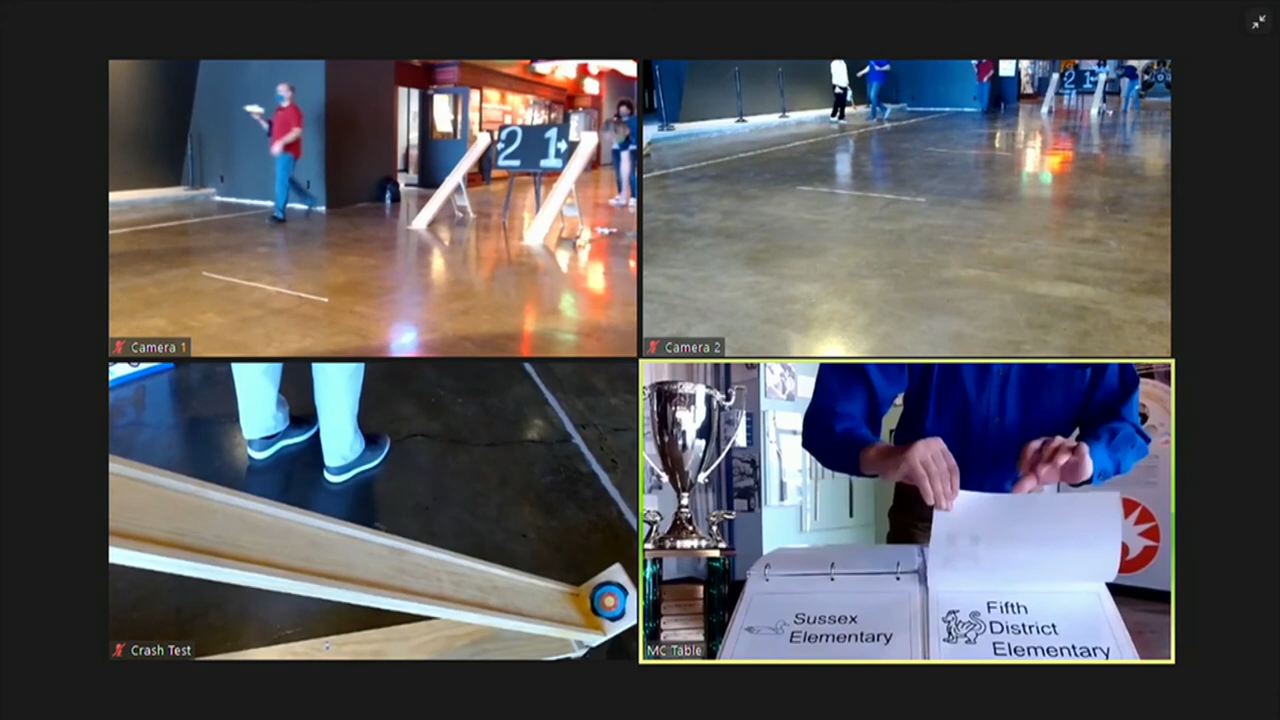 2 1
Camera 1
2 1
Camera 2
Crash Test
Sussex
Elementary
Fifth
District
Elementary
MC Table